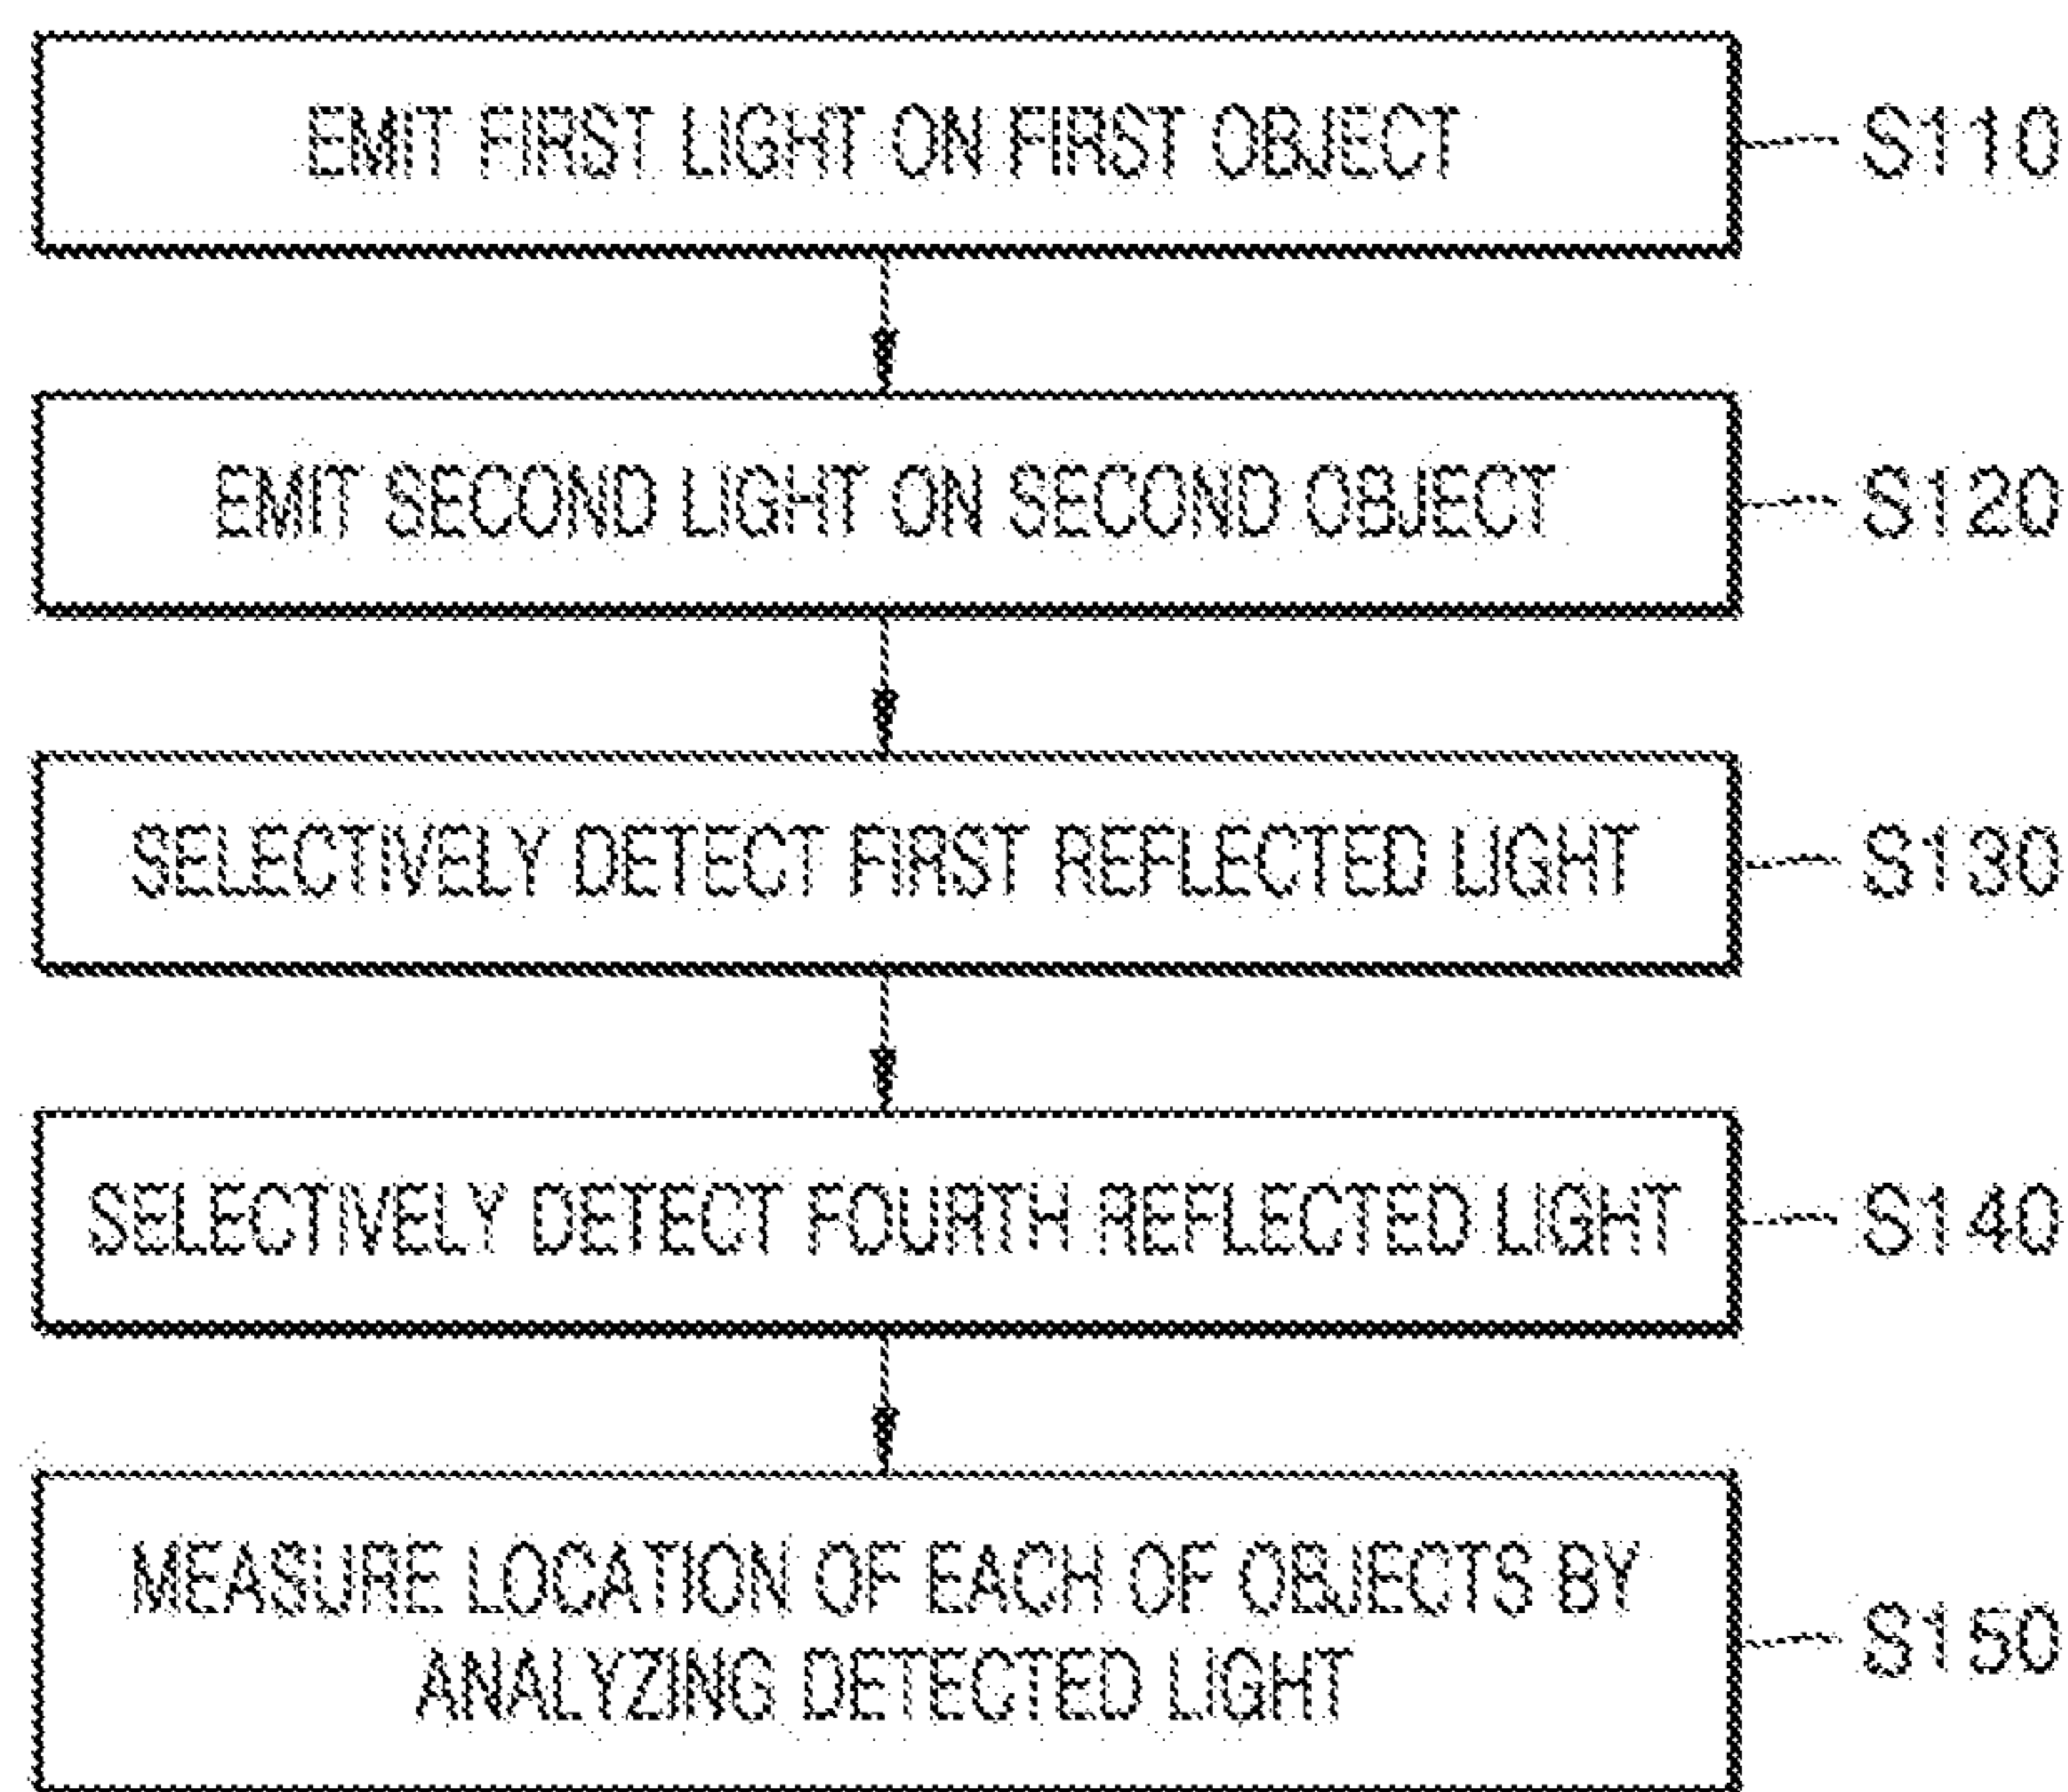 EMIT FIRST LIGHT ON FIRST OBJECT
S110
EMIT SECOND LIGHT ON SECOND OBJECT
S120
SELECTIVELY DETECT FIRST REFLECTED LIGHT
S130
SELECTIVELY DETECT FOURTH REFLECTED LIGHT
S140
MEASURE LOCATION OF EACH OF OBJECTS BY
ANALYZING DETECTED LIGHT
S150